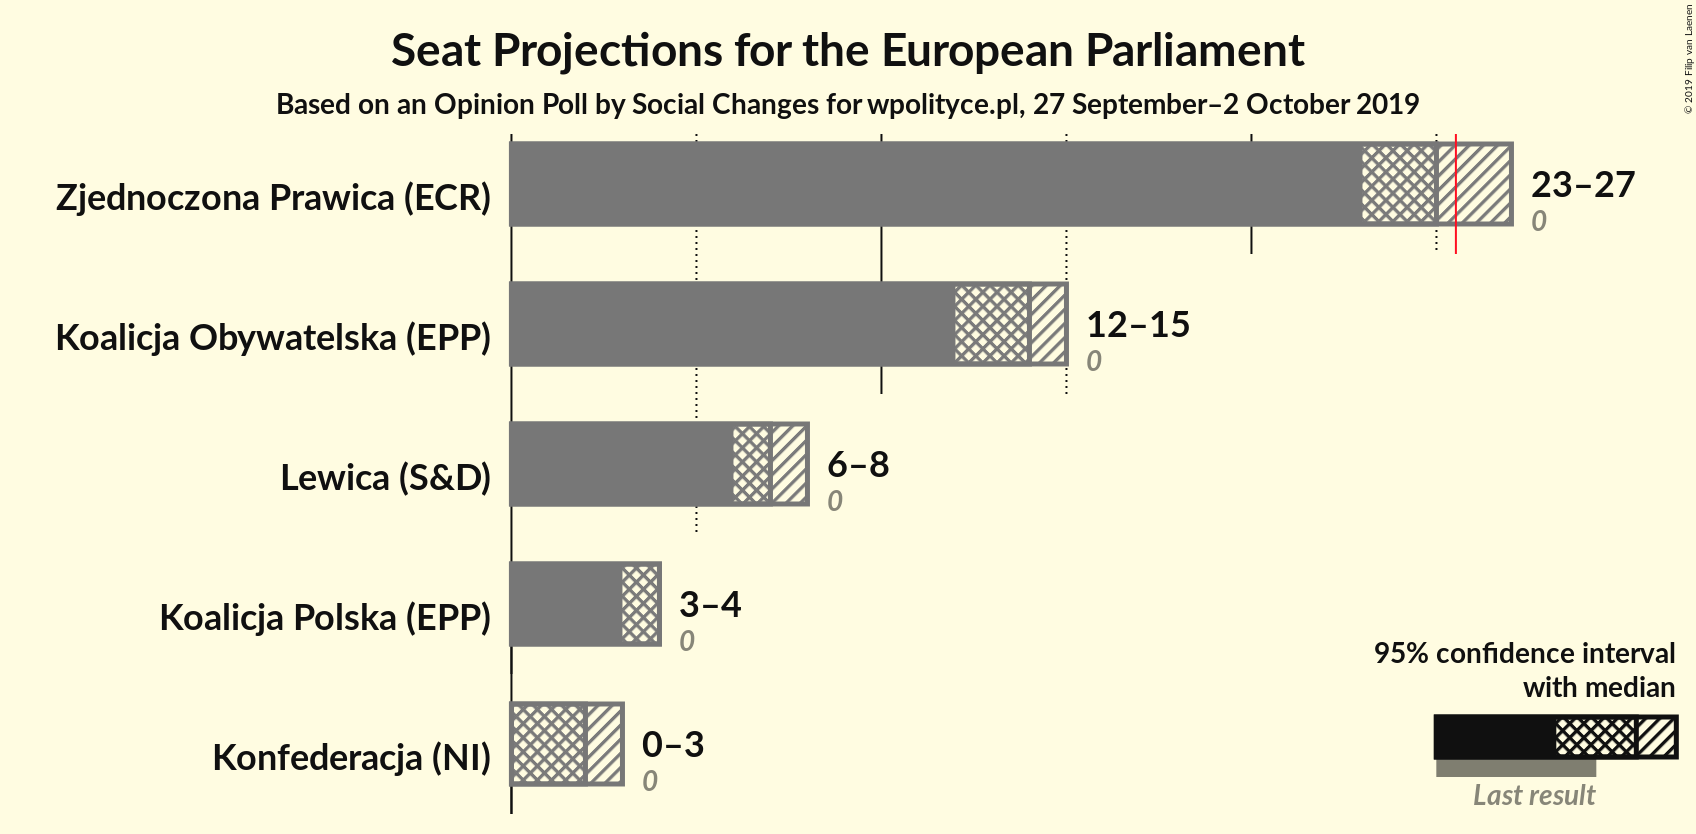 Seat Projections for the European Parliament
Based on an Opinion Poll by Social Changes for wpolityce.pl, 27 September–2 October 2019
© 2019 Filip van Laenen
Zjednoczona Prawica (ECR)
23–27
0
Koalicja Obywatelska (EPP)
12–15
0
Lewica (S&D)
6–8
0
Koalicja Polska (EPP)
3–4
0
Konfederacja (NI)
0–3
0
95% confidence interval
with median
Last result